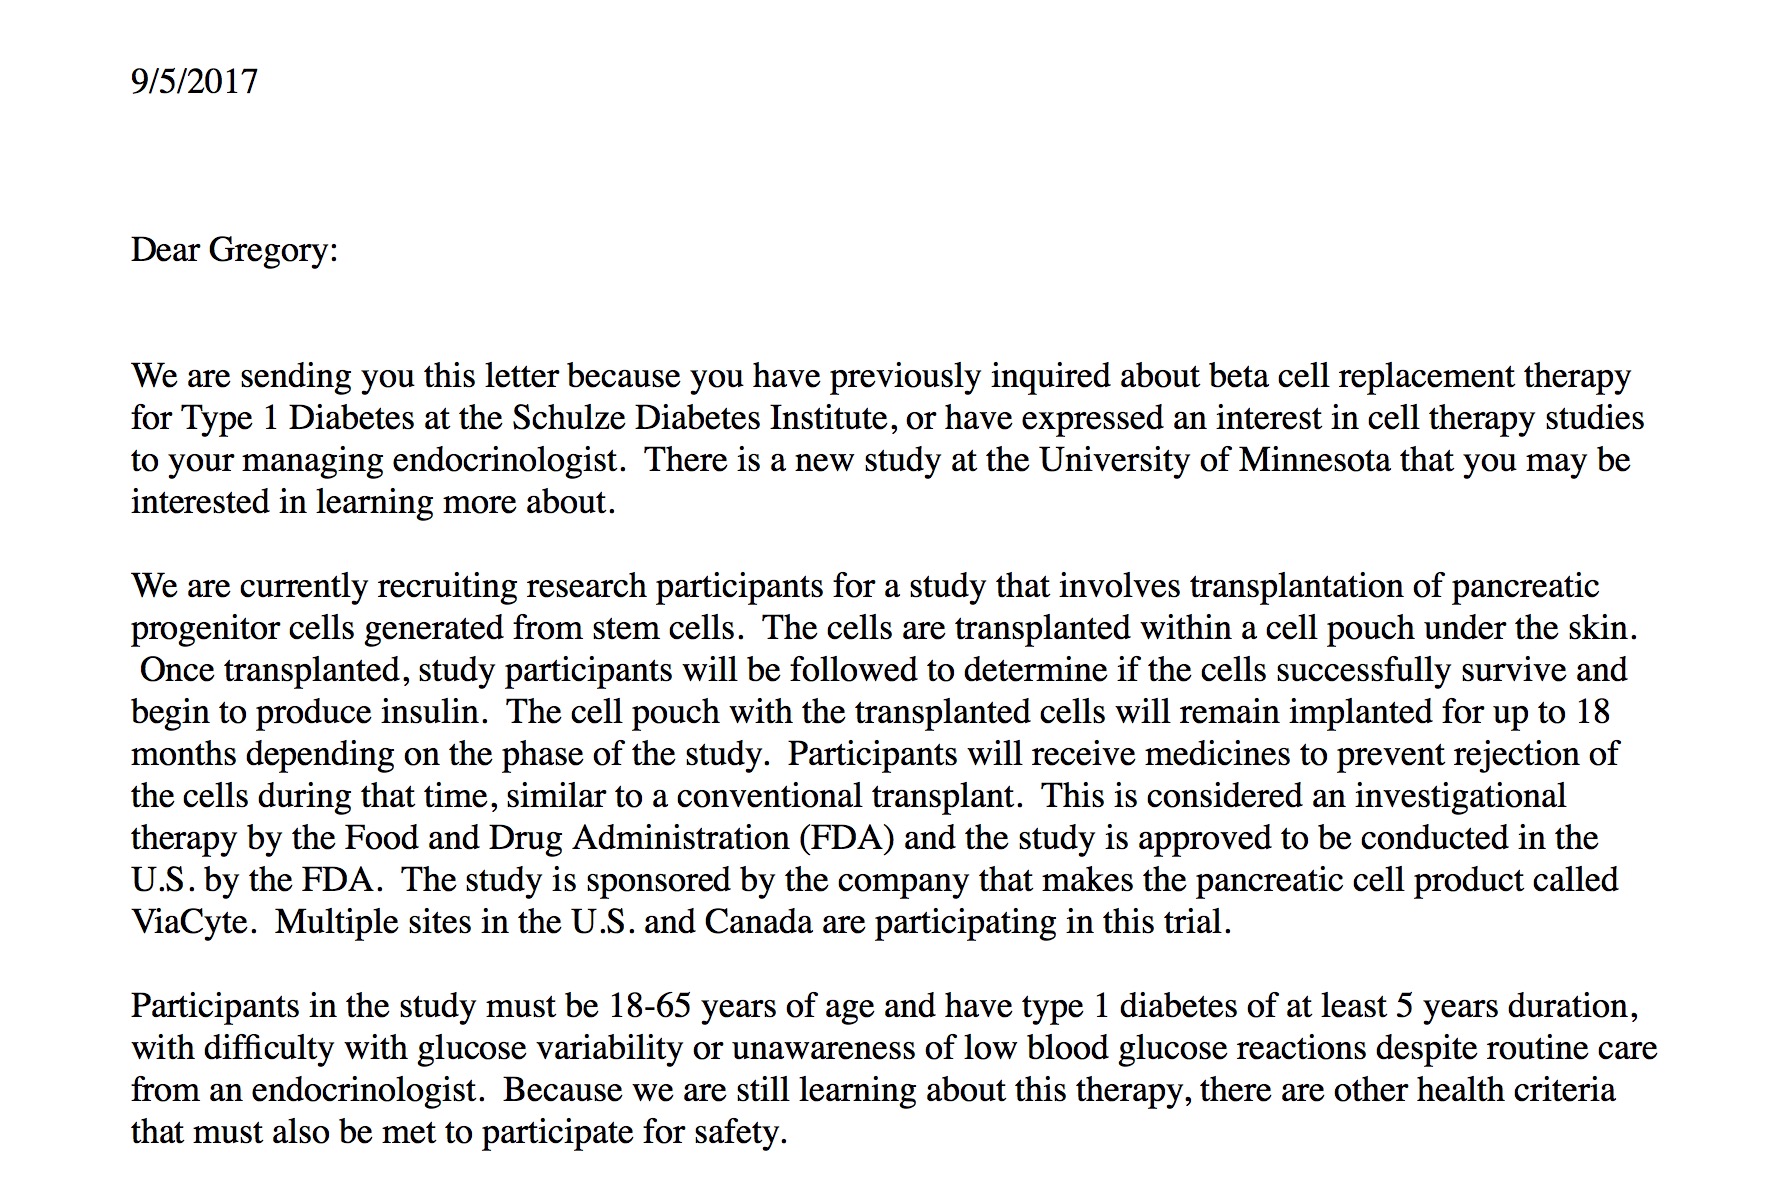 9/5/2017
Dear Gregory:
We are sending you this letter because you have previously inquired about beta cell replacement therapy
for Type 1 Diabetes at the Schulze Diabetes Institute, or have expressed an interest in cell therapy studies
to your managing endocrinologist.  There is a new study at the University of Minnesota that you may be
interested in learning more about.
We are currently recruiting research participants for a study that involves transplantation of pancreatic
progenitor cells generated from stem cells.  The cells are transplanted within a cell pouch under the skin.
Once transplanted, study participants will be followed to determine if the cells successfully survive and
begin to produce insulin.  The cell pouch with the transplanted cells will remain implanted for up to 18
months depending on the phase of the study.  Participants will receive medicines to prevent rejection of
the cells during that time, similar to a conventional transplant.  This is considered an investigational
therapy by the Food and Drug Administration (FDA) and the study is approved to be conducted in the
U.S. by the FDA.  The study is sponsored by the company that makes the pancreatic cell product called
ViaCyte.  Multiple sites in the U.S. and Canada are participating in this trial.
Participants in the study must be 18-65 years of age and have type 1 diabetes of at least 5 years duration,
with difficulty with glucose variability or unawareness of low blood glucose reactions despite routine care
from an endocrinologist.  Because we are still learning about this therapy, there are other health criteria
that must also be met to participate for safety.